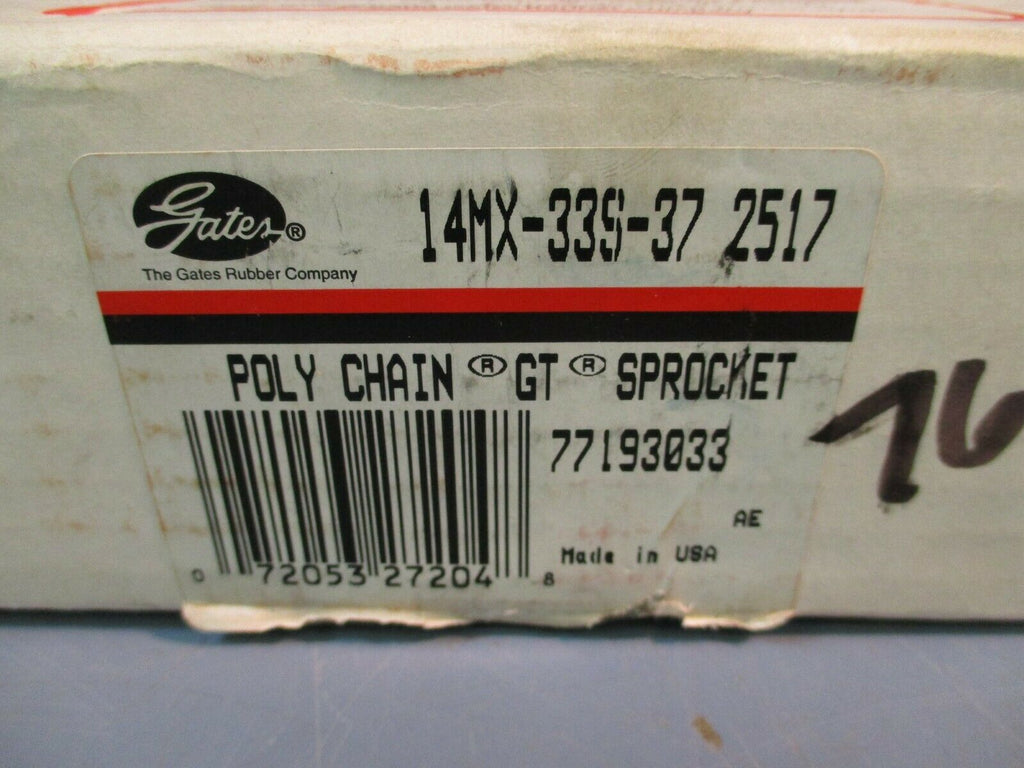 Gates®
The Gates Rubber Company
14MX-33S-37 2517
POLY CHAIN® GT® SPROCKET
77193033
AE
Made in USA
0 72053 27204 8
76